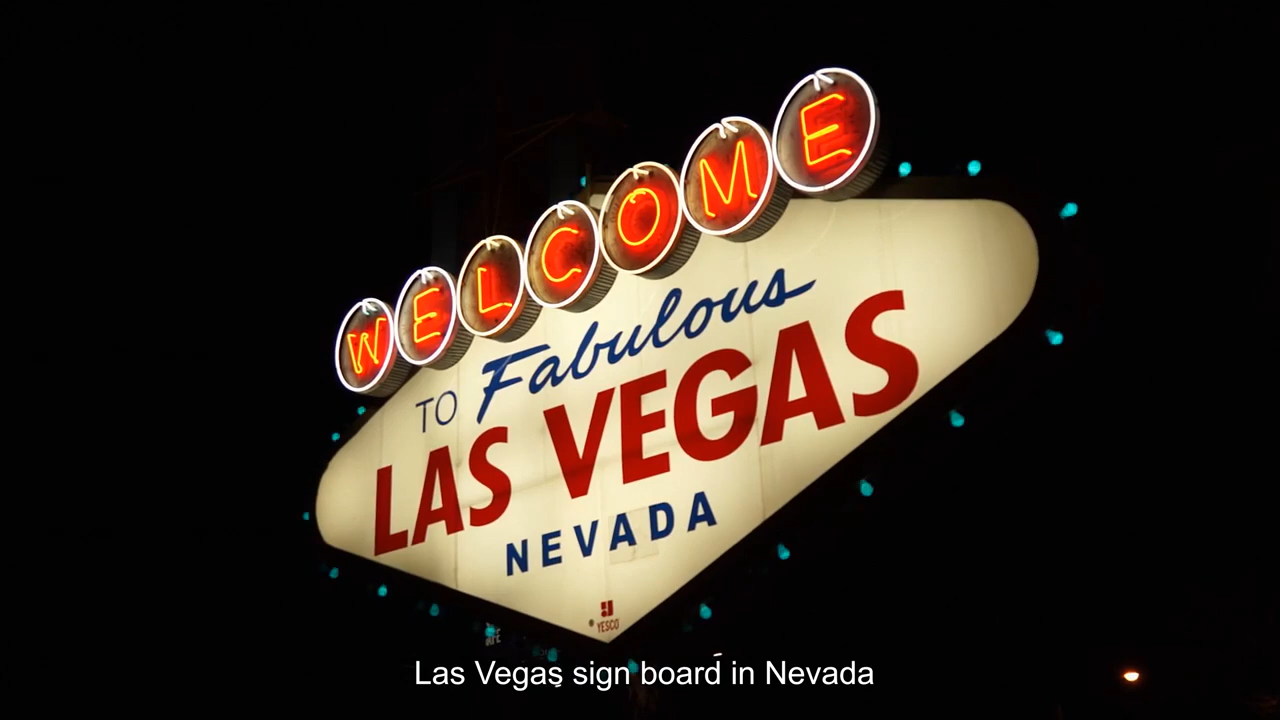 WELCOME
TO Fabulous
LAS VEGAS
NEVADA
YESCO
Las Vegas sign board in Nevada